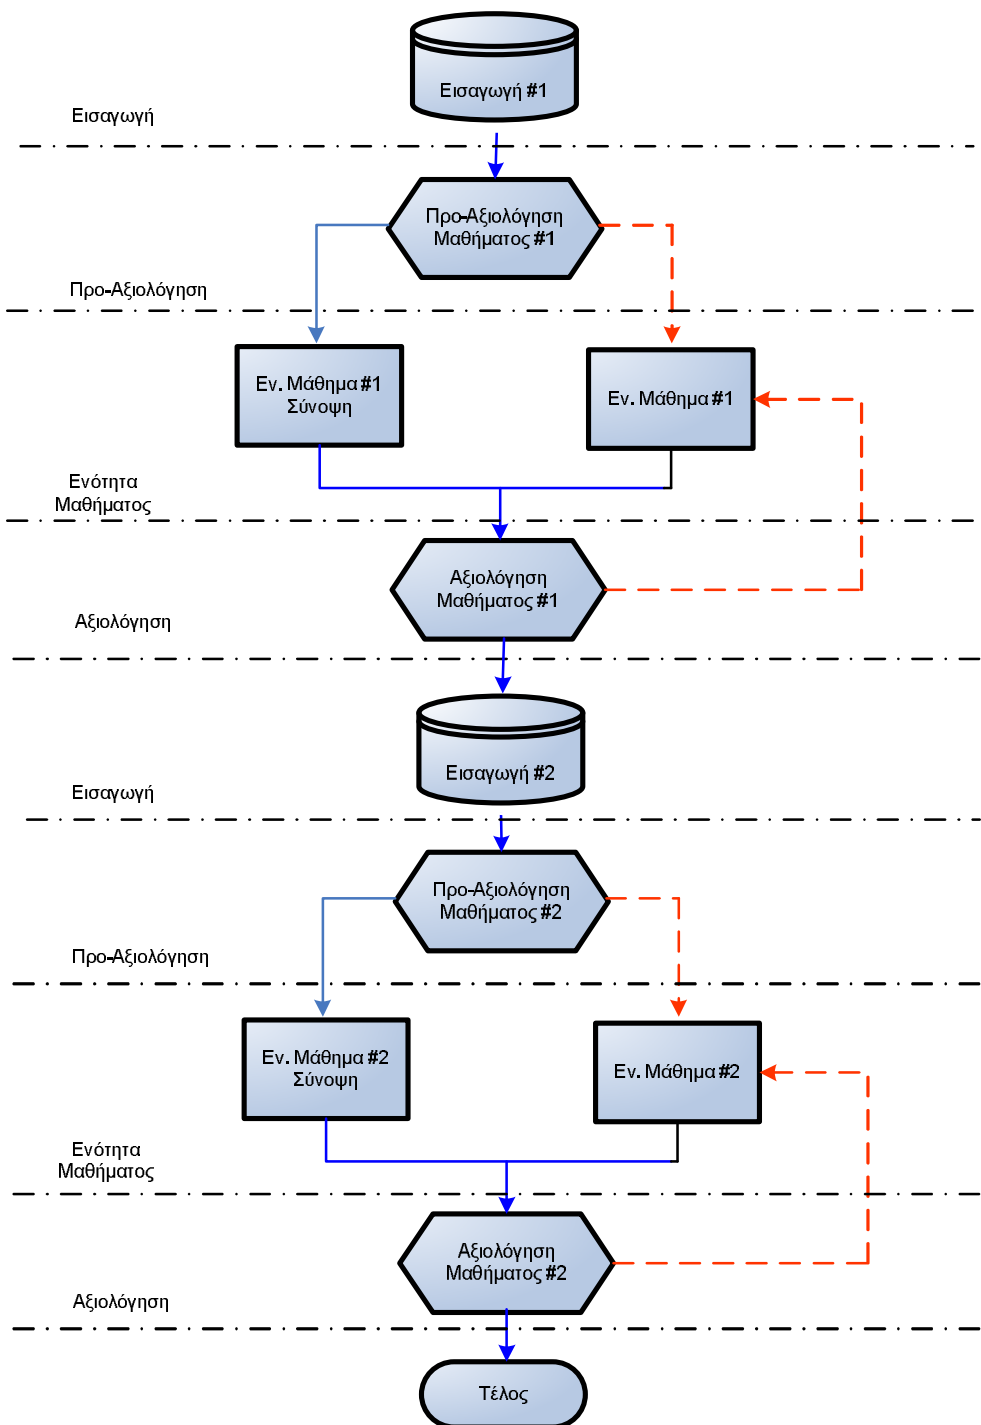 Εισαγωγή #1
Εισαγωγή
Προ-Αξιολόγηση
Μαθήματος #1
Προ-Αξιολόγηση
Εν. Μάθημα #1
Σύνοψη
Εν. Μάθημα #1
Ενότητα
Μαθήματος
Αξιολόγηση
Μαθήματος #1
Αξιολόγηση
Εισαγωγή #2
Εισαγωγή
Προ-Αξιολόγηση
Μαθήματος #2
Προ-Αξιολόγηση
Εν. Μάθημα #2
Σύνοψη
Εν. Μάθημα #2
Ενότητα
Μαθήματος
Αξιολόγηση
Μαθήματος #2
Αξιολόγηση
Τέλος